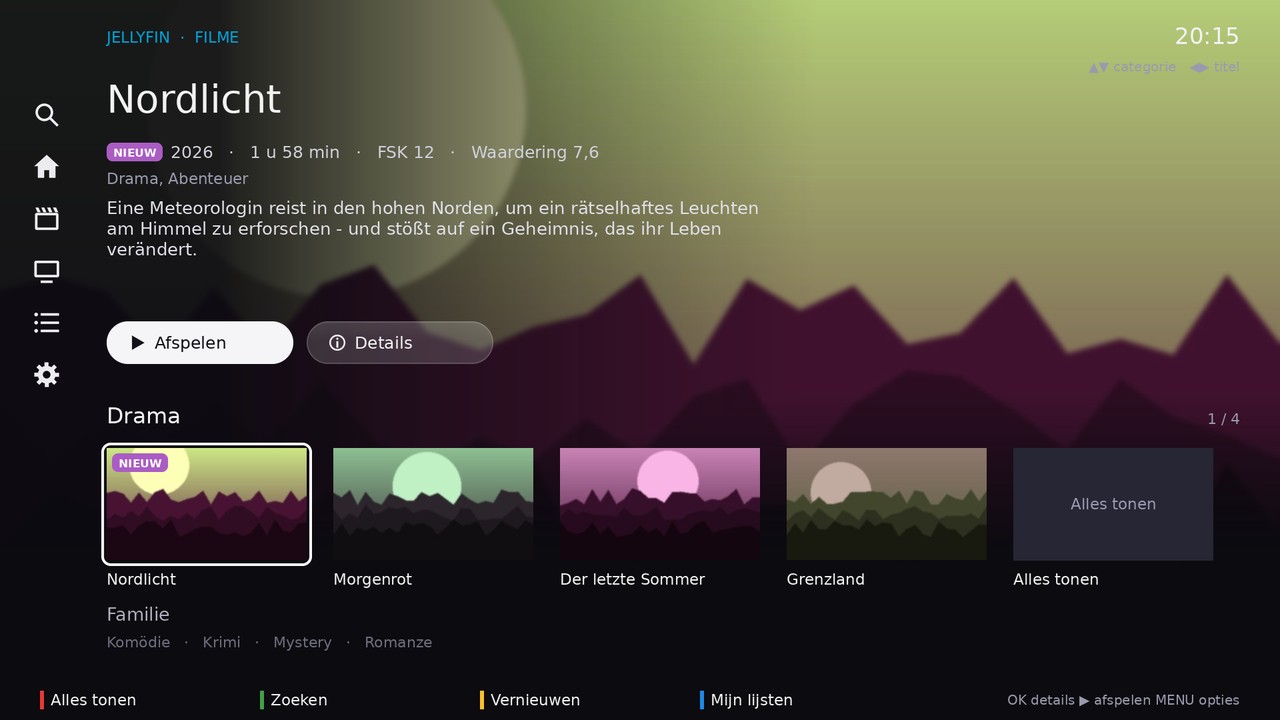 JELLYFIN · FILME
20:15
▲▼ categorie ◀▶ titel
Nordlicht
NIEUW 2026 · 1 u 58 min · FSK 12 · Waardering 7,6
Drama, Abenteuer
Eine Meteorologin reist in den hohen Norden, um ein rätselhaftes Leuchten
am Himmel zu erforschen - und stößt auf ein Geheimnis, das ihr Leben
verändert.
Afspelen Details
Drama 1 / 4
NIEUW
Alles tonen
Nordlicht Morgenrot Der letzte Sommer Grenzland Alles tonen
Familie
Komödie · Krimi · Mystery · Romanze
Alles tonen Zoeken Vernieuwen Mijn lijsten OK details ▶ afspelen MENU opties